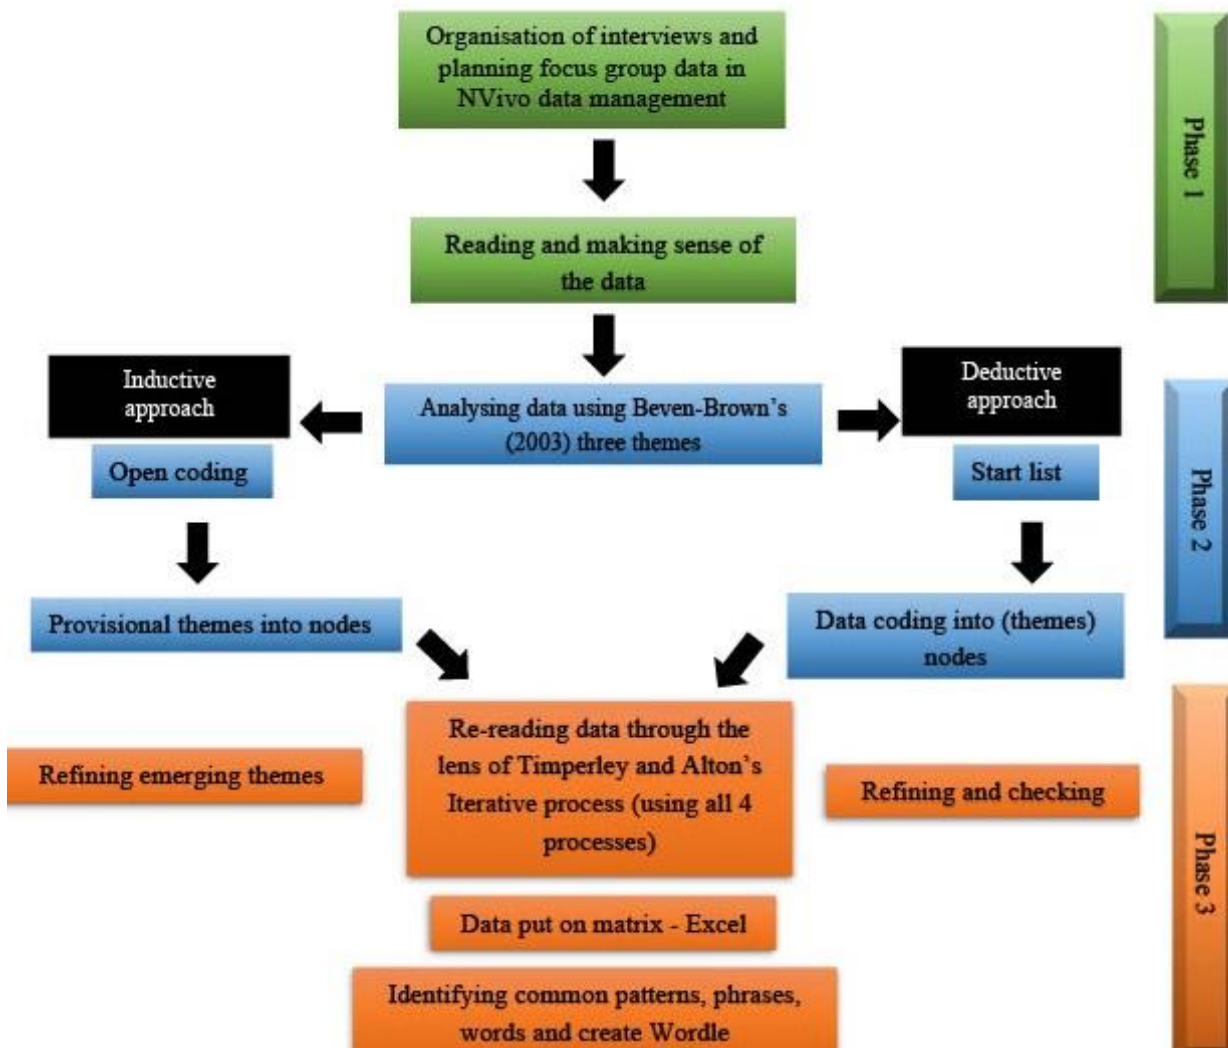 Organisation of interviews and
planning focus group data in
NVivo data management
Phase 1
Reading and making sense of
the data
Inductive
approach
Analysing data using Beven-Brown's
(2003) three themes
Deductive
approach
Open coding
Start list
Phase 2
Provisional themes into nodes
Data coding into (themes)
nodes
Refining emerging themes
Re-reading data through the
lens of Timperley and Alton's
Iterative process (using all 4
processes)
Refining and checking
Phase 3
Data put on matrix - Excel
Identifying common patterns, phrases,
words and create Wordle